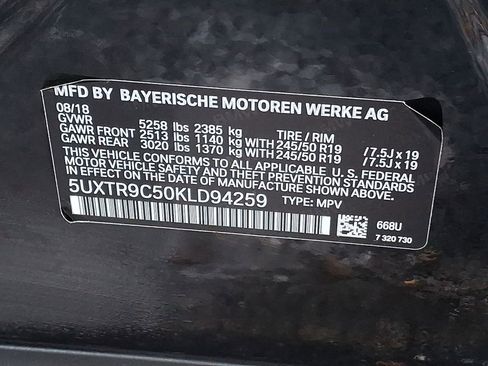 MFD BY BAYERISCHE MOTOREN WERKE AG
08/18
GVWR 5258 lbs 2385 kg TIRE / RIM
GAWR FRONT 2513 lbs 1140 kg WITH 245/50 R19 /7.5J x 19
GAWR REAR 3020 lbs 1370 kg WITH 245/50 R19 /7.5J x 19
THIS VEHICLE CONFORMS TO ALL APPLICABLE U.S. FEDERAL
MOTOR VEHICLE SAFETY AND THEFT PREVENTION STANDARDS
IN EFFECT ON THE DATE OF MANUFACTURE SHOWN ABOVE.
5UXTR9C50KLD94259 TYPE: MPV
668U
7 320 730